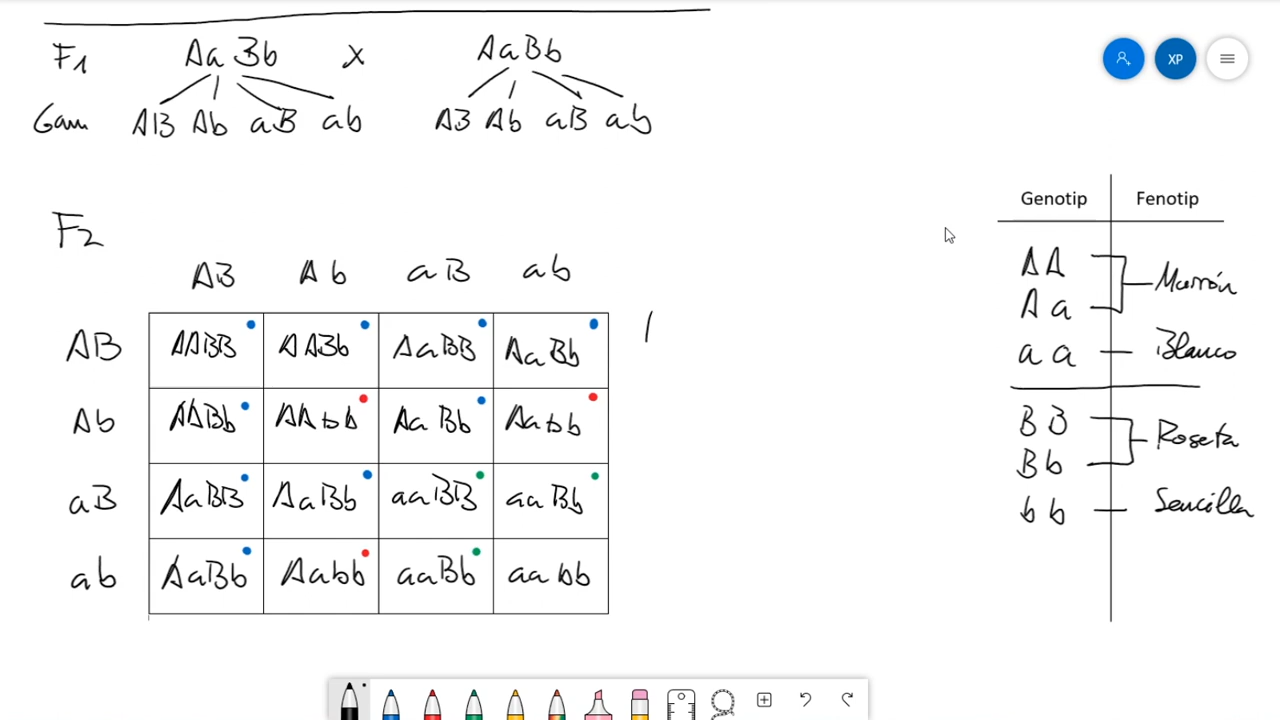 F1 AaBb x AaBb
Gam AB Ab aB ab AB Ab aB ab
XP
F2
AB Ab aB ab
AB AABB AABb AaBB AaBb
Ab AABb AAbb AaBb Aabb
aB AaBB AaBb aaBB aaBb
ab AaBb Aabb aaBb aabb
Genotip Fenotip
AA
Aa Marrón
aa Blanco
BB
Bb Roseta
bb Sencilla